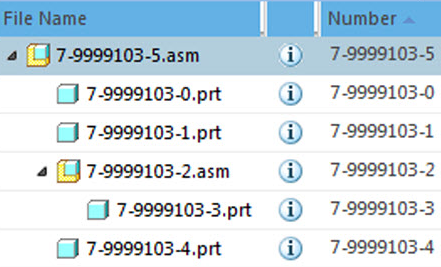 File Name Number
7-9999103-5.asm 7-9999103-5
7-9999103-0.prt 7-9999103-0
7-9999103-1.prt 7-9999103-1
7-9999103-2.asm 7-9999103-2
7-9999103-3.prt 7-9999103-3
7-9999103-4.prt 7-9999103-4